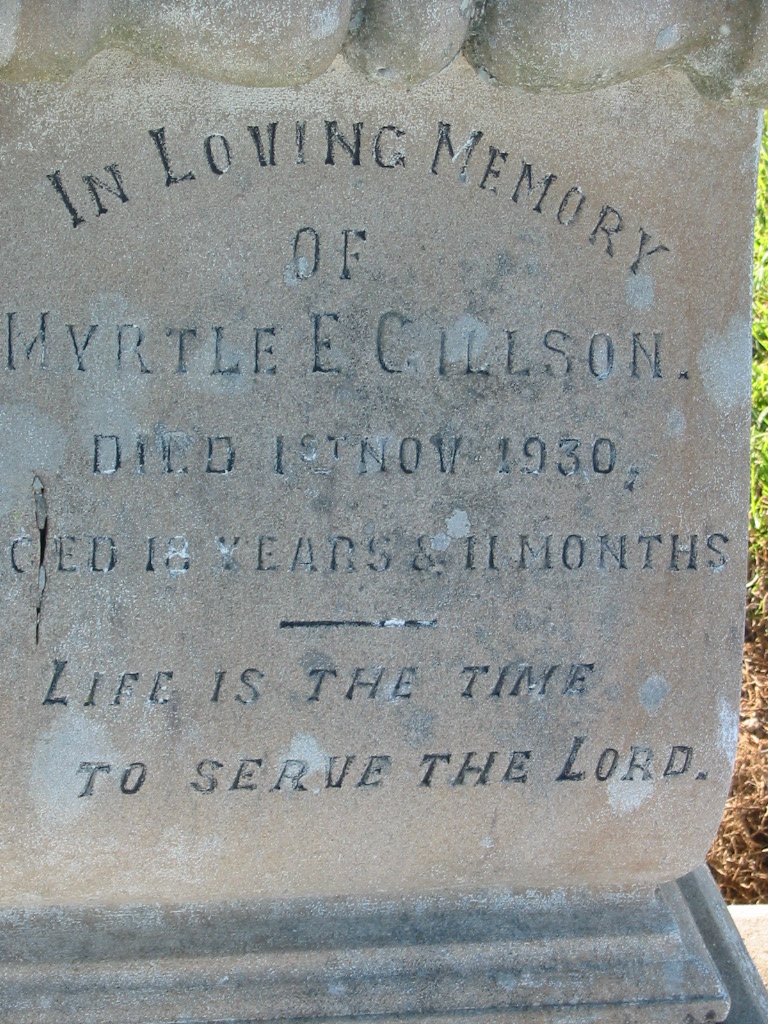 IN LOVING MEMORY
OF
MYRTLE E GILLSON.
DIED 1ST NOV 1930,
GED 18 YEARS & 11 MONTHS
LIFE IS THE TIME
TO SERVE THE LORD.